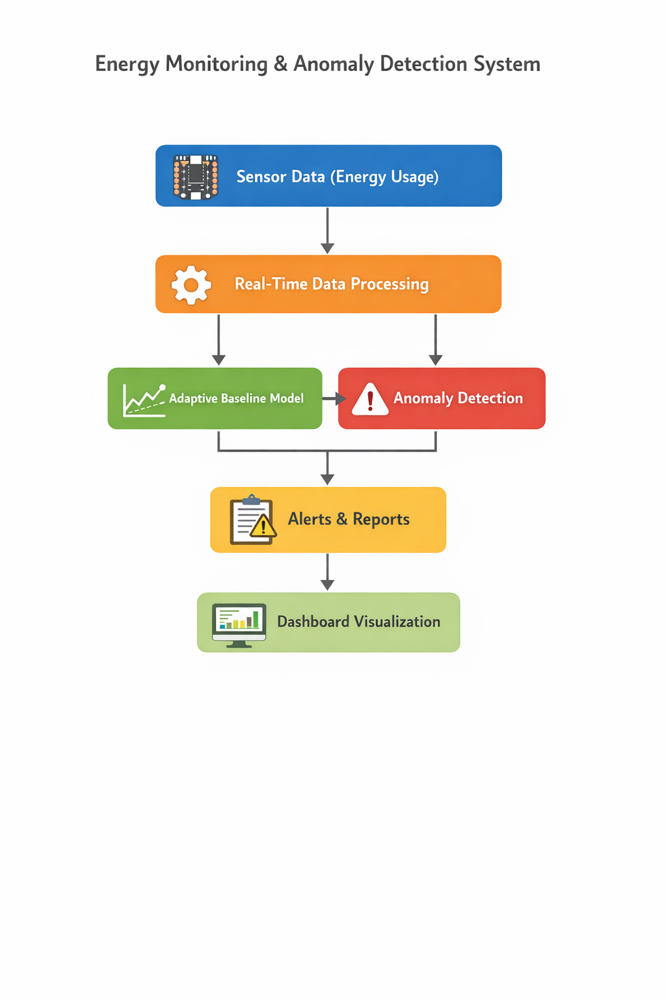 Energy Monitoring & Anomaly Detection System
Sensor Data (Energy Usage)
Real-Time Data Processing
Adaptive Baseline Model
Anomaly Detection
Alerts & Reports
Dashboard Visualization